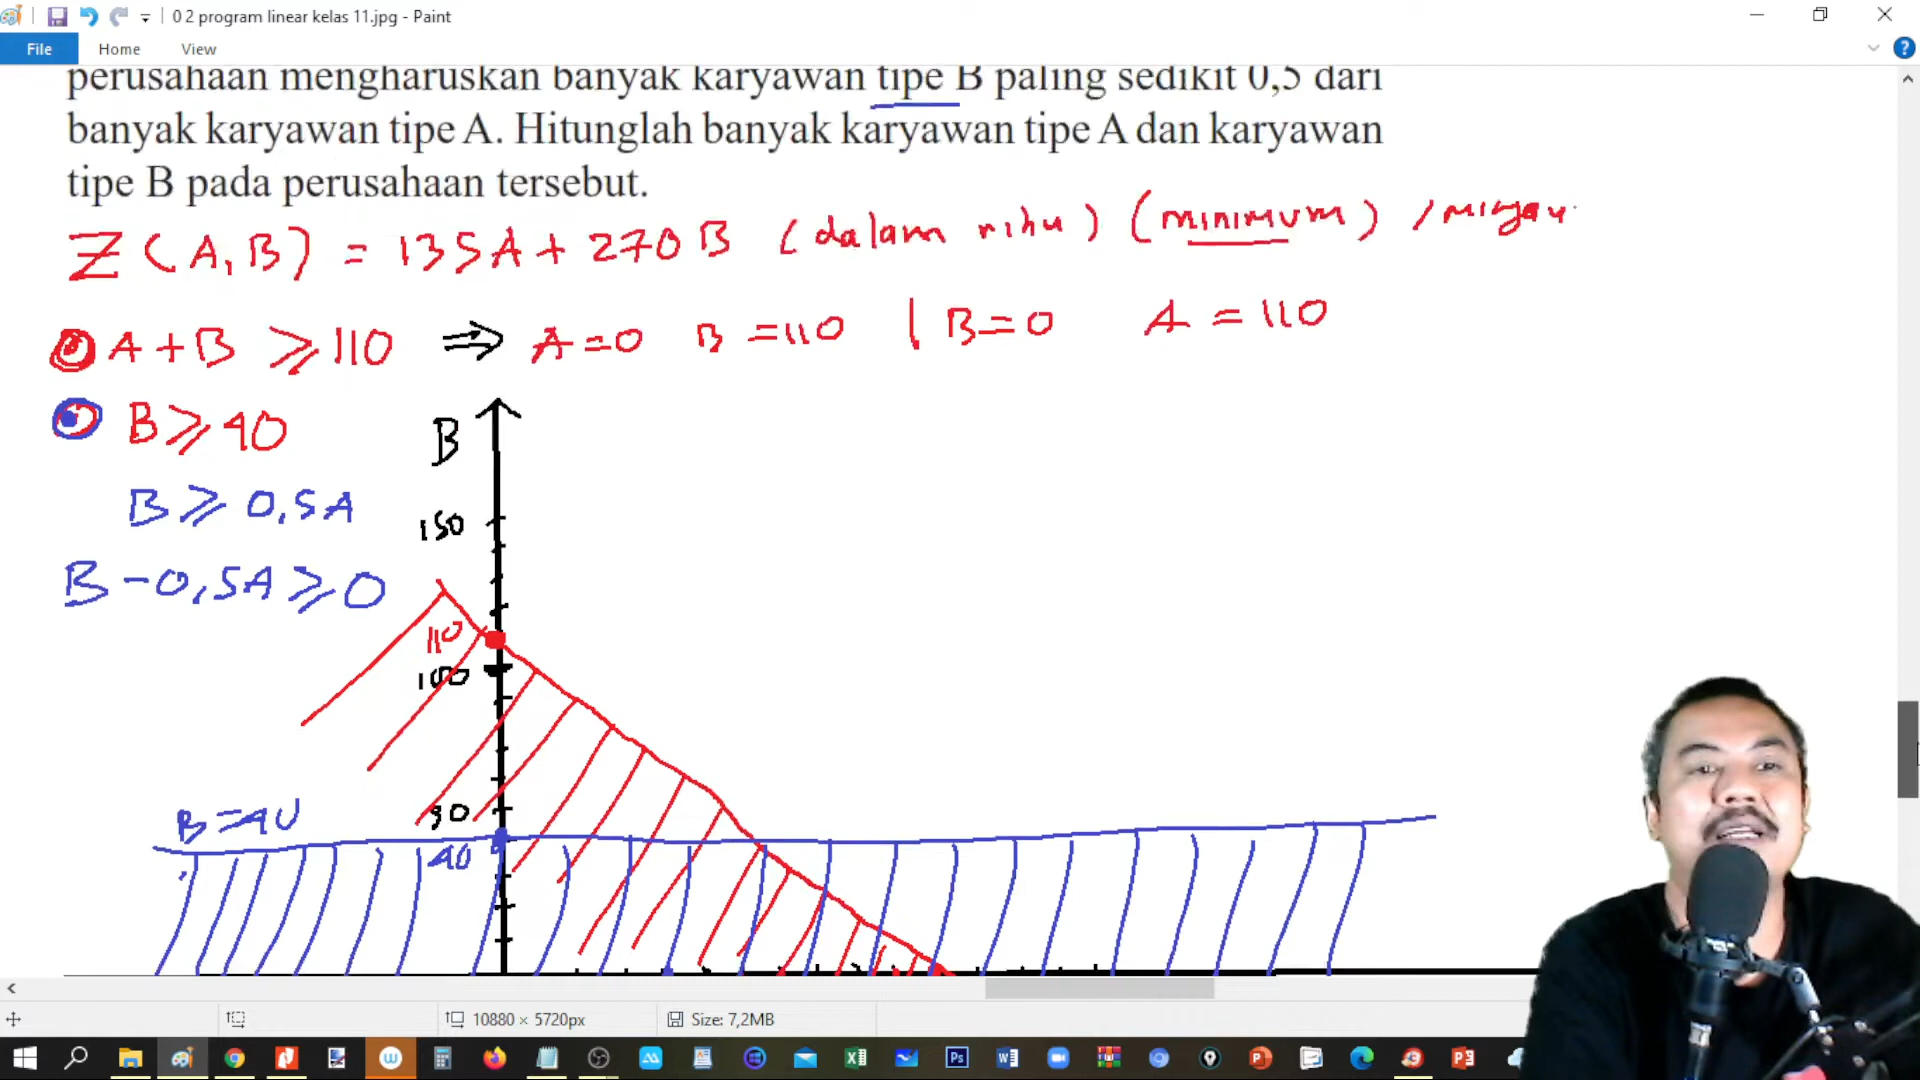 0 2 program linear kelas 11.jpg - Paint
File Home View
perusahaan mengharuskan banyak karyawan tipe B paling sedikit 0,5 dari
banyak karyawan tipe A. Hitunglah banyak karyawan tipe A dan karyawan
tipe B pada perusahaan tersebut.
Z(A,B) = 135A + 270B (dalam ribu) (minimum) /
A + B ≥ 110 ⇒ A = 0 B = 110 | B = 0 A = 110
B ≥ 40
B
B ≥ 0,5A
150
B - 0,5A ≥ 0
110
100
B = 40
40
10880 × 5720px
Size: 7,2MB